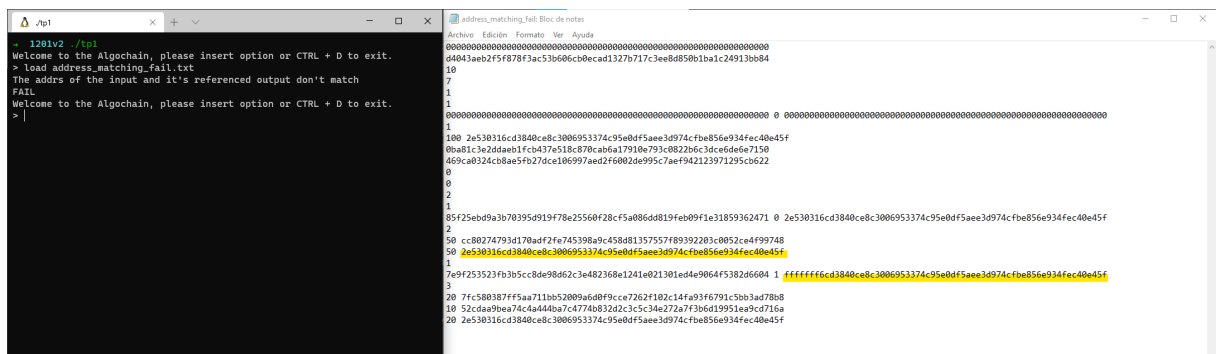 ./tp1
→ 1201v2 ./tp1
Welcome to the Algochain, please insert option or CTRL + D to exit.
> load address_matching_fail.txt
The addrs of the input and it's referenced output don't match
FAIL
Welcome to the Algochain, please insert option or CTRL + D to exit.
>
address_matching_fail: Bloc de notas
Archivo Edición Formato Ver Ayuda
0000000000000000000000000000000000000000000000000000000000000000
d4043aeb2f5f878f3ac53b606cb0ecad1327b717c3ee8d850b1ba1c24913bb84
10
7
1
1
0000000000000000000000000000000000000000000000000000000000000000 0 0000000000000000000000000000000000000000000000000000000000000000
1
100 2e530316cd3840ce8c3006953374c95e0df5aee3d974cfbe856e934fec40e45f
0ba81c3e2ddaeb1fcb437e518c870cab6a17910e793c0822b6c3dce6de6e7150
469ca0324cb8ae5fb27dce106997aed2f6002de995c7aef942123971295cb622
0
0
2
1
85f25ebd9a3b70395d919f78e25560f28cf5a086dd819feb09f1e31859362471 0 2e530316cd3840ce8c3006953374c95e0df5aee3d974cfbe856e934fec40e45f
2
50 cc80274793d170adf2fe745398a9c458d81357557f89392203c0052ce4f99748
50 2e530316cd3840ce8c3006953374c95e0df5aee3d974cfbe856e934fec40e45f
1
7e9f253523fb3b5cc8de98d62c3e482368e1241e021301ed4e9064f5382d6604 1 fffffff6cd3840ce8c3006953374c95e0df5aee3d974cfbe856e934fec40e45f
3
20 7fc580387ff5aa711bb52009a6d0f9cce7262f102c14fa93f6791c5bb3ad78b8
10 52cdaa9bea74c4a444ba7c4774b832d2c3c5c34e272a7f3b6d19951ea9cd716a
20 2e530316cd3840ce8c3006953374c95e0df5aee3d974cfbe856e934fec40e45f